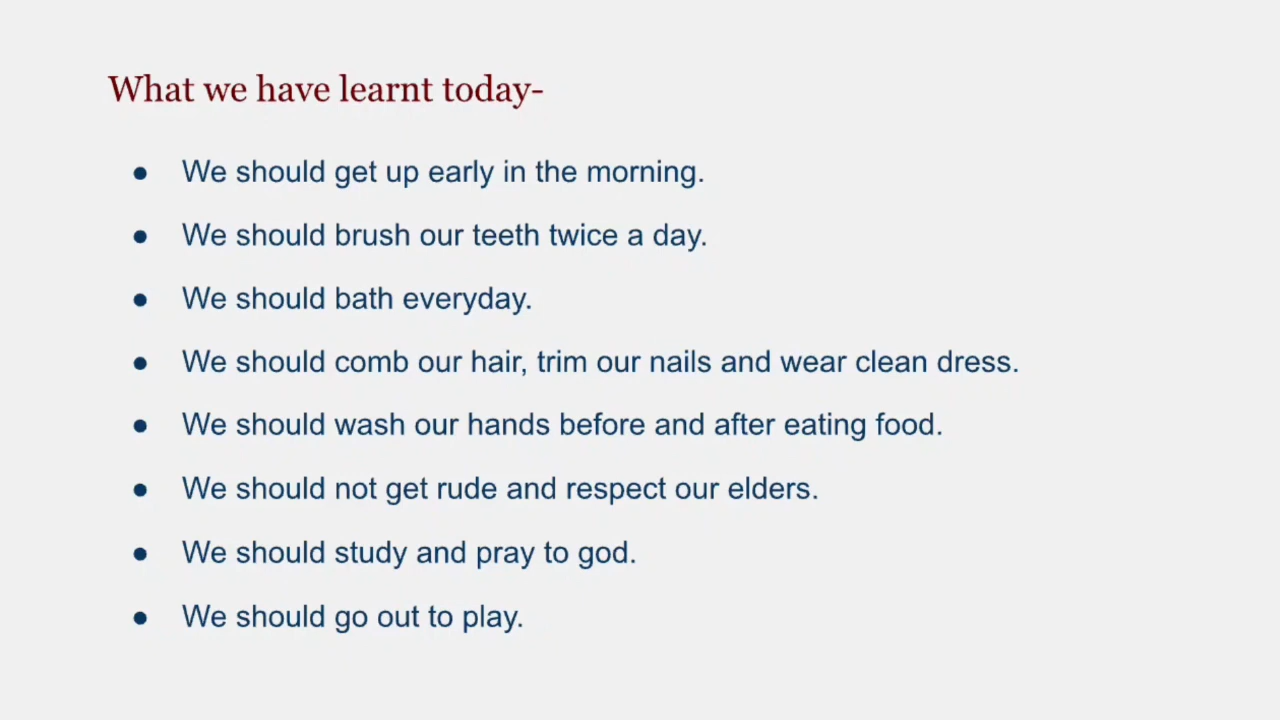 What we have learnt today-
● We should get up early in the morning.
● We should brush our teeth twice a day.
● We should bath everyday.
● We should comb our hair, trim our nails and wear clean dress.
● We should wash our hands before and after eating food.
● We should not get rude and respect our elders.
● We should study and pray to god.
● We should go out to play.